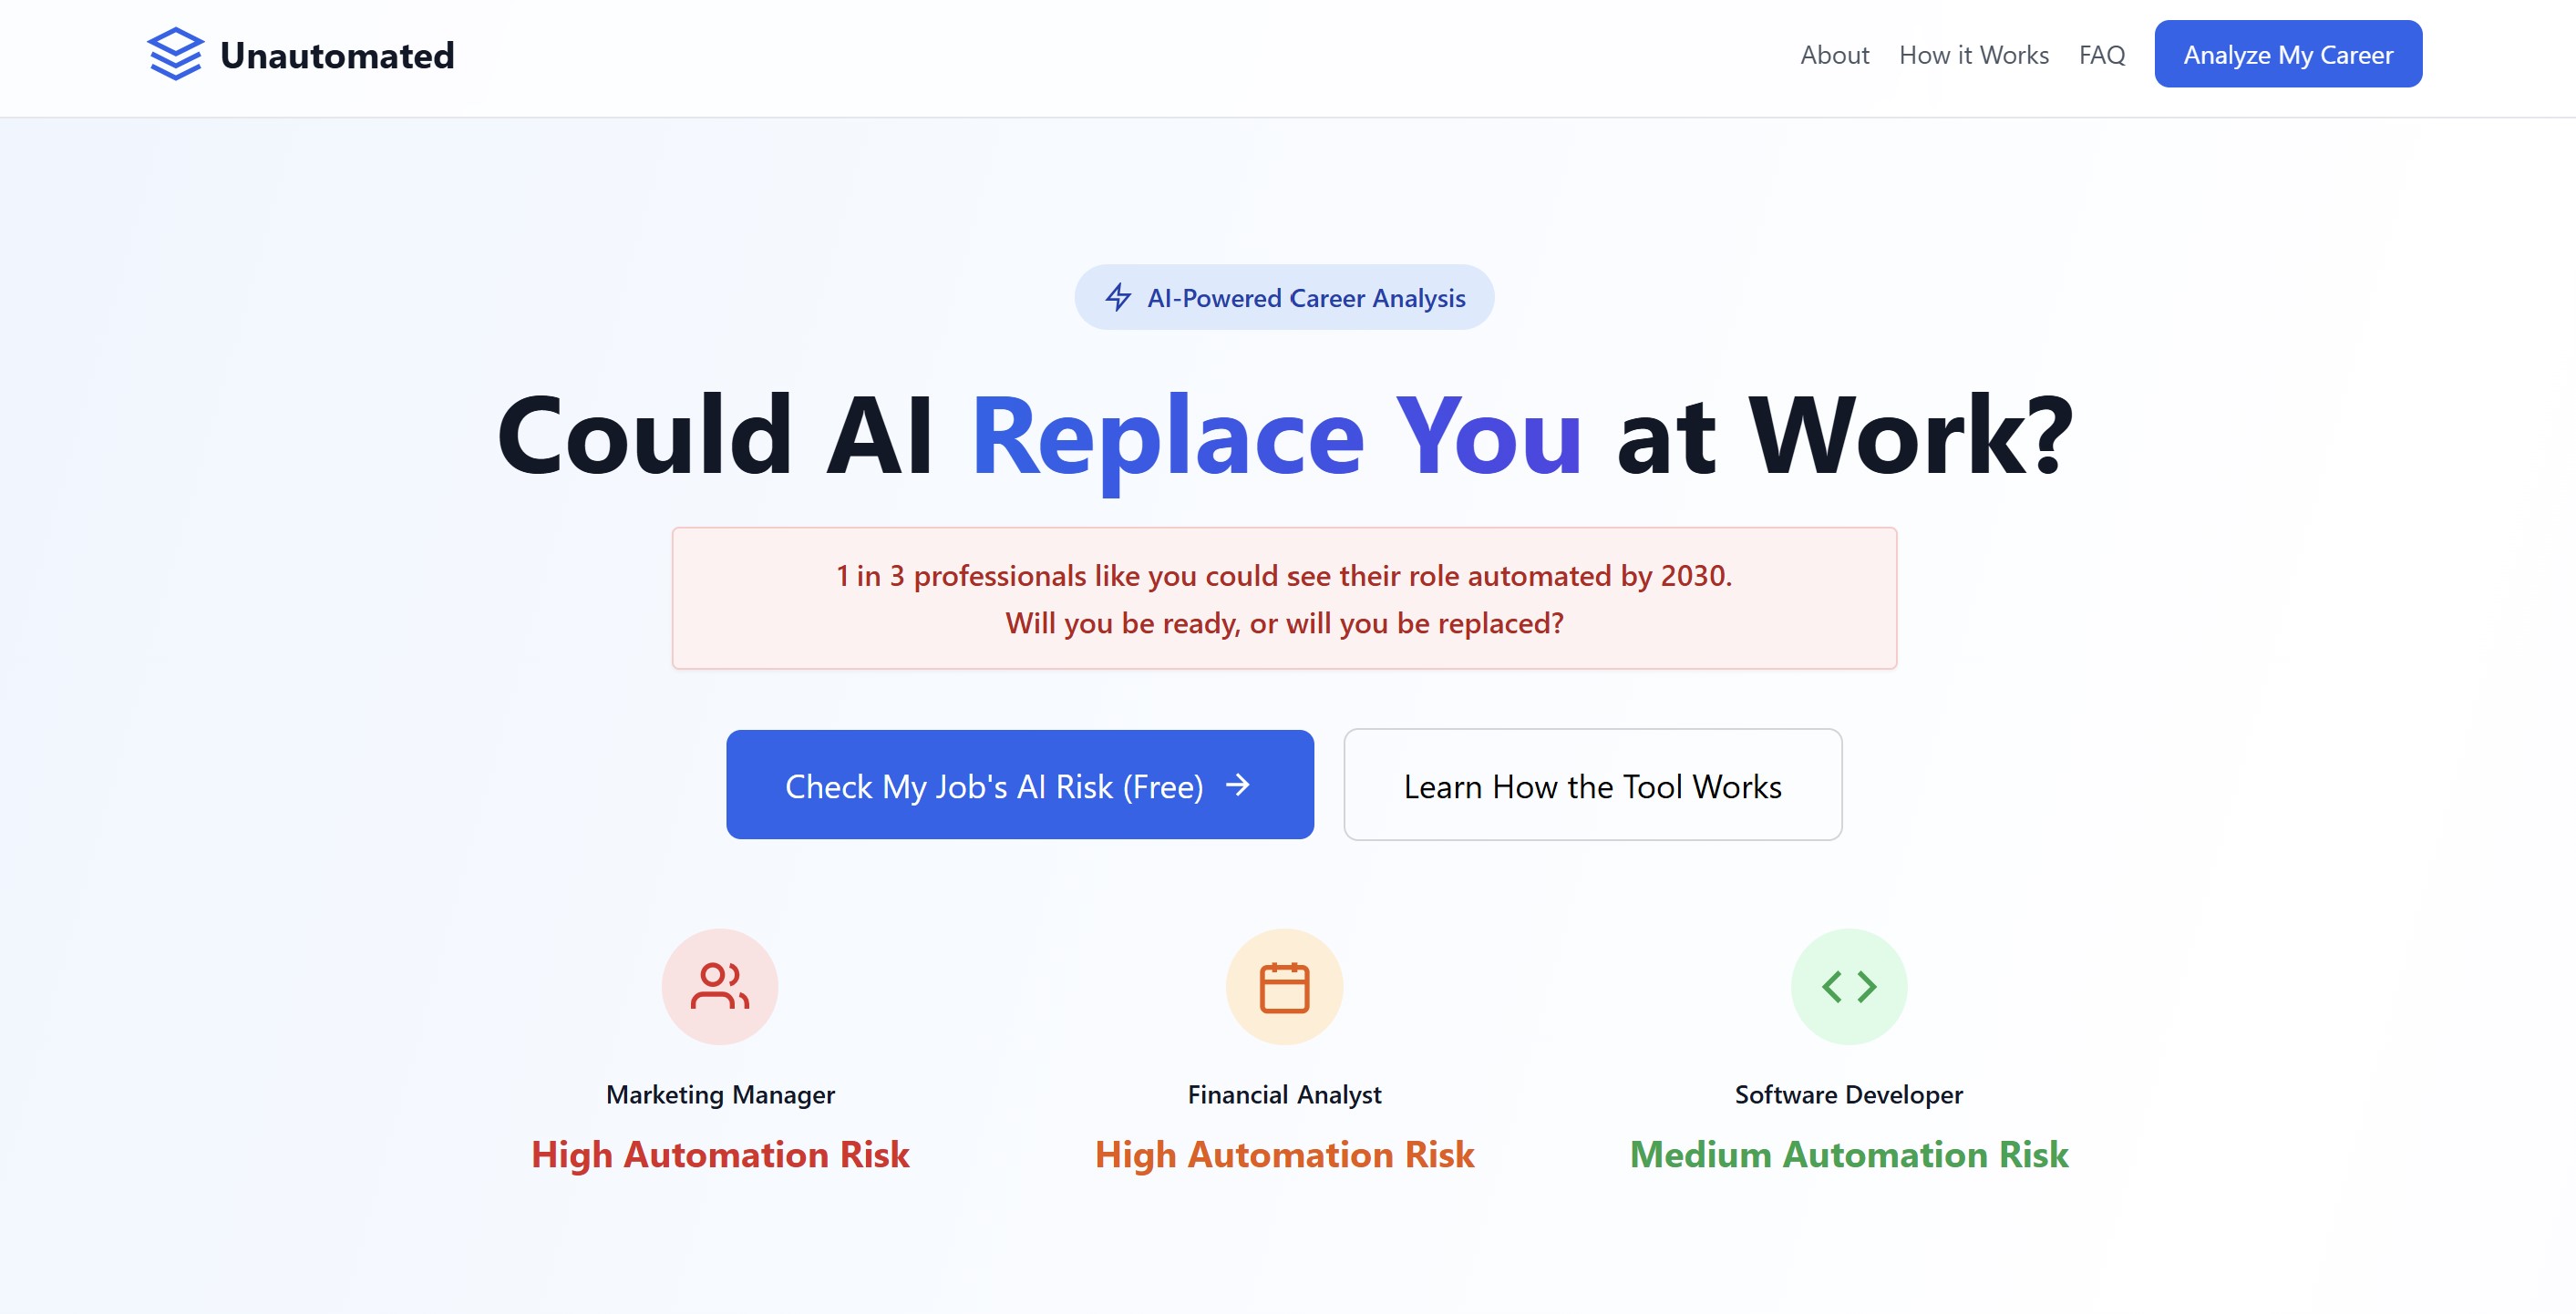 Unautomated
About
How it Works
FAQ
Analyze My Career
AI-Powered Career Analysis
Could AI Replace You at Work?
1 in 3 professionals like you could see their role automated by 2030.
Will you be ready, or will you be replaced?
Check My Job's AI Risk (Free) →
Learn How the Tool Works
Marketing Manager
High Automation Risk
Financial Analyst
High Automation Risk
Software Developer
Medium Automation Risk